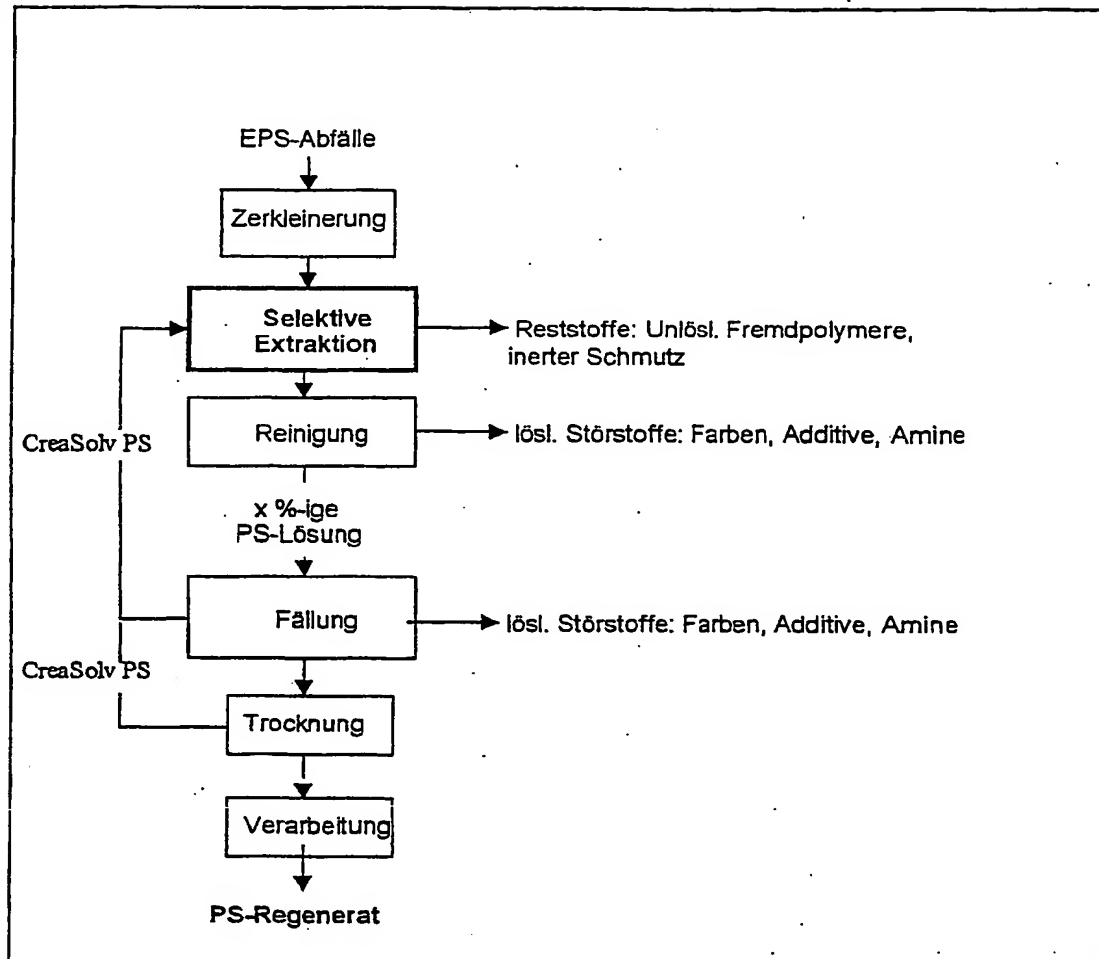 EPS-Abfälle
Zerkleinerung
Selektive
Extraktion
Reststoffe: Unlösl. Fremdpolymere,
inerter Schmutz
Reinigung
lösl. Störstoffe: Farben, Additive, Amine
CreaSolv PS
x %-ige
PS-Lösung
Fällung
lösl. Störstoffe: Farben, Additive, Amine
CreaSolv PS
Trocknung
Verarbeitung
PS-Regenerat